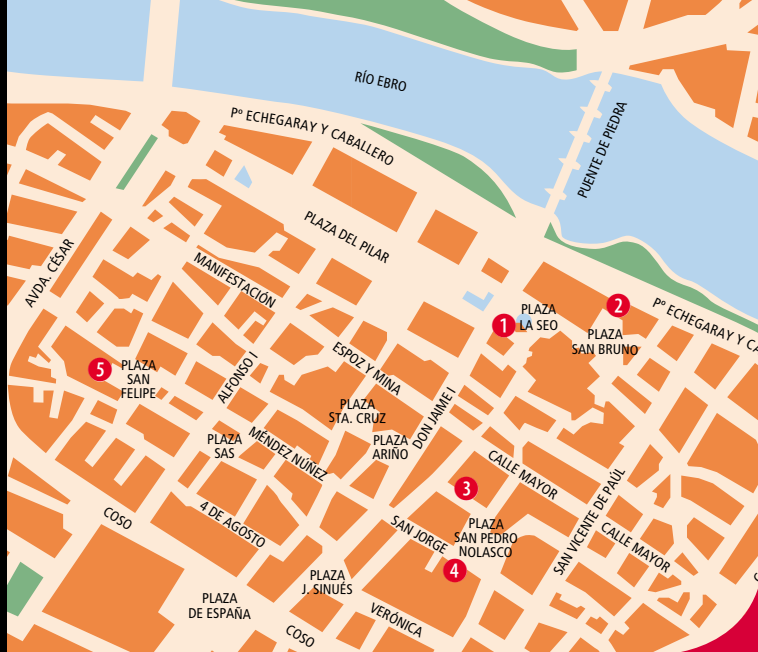 RÍO EBRO
Pº ECHEGARAY Y CABALLERO
PUENTE DE PIEDRA
PLAZA DEL PILAR
AVDA. CÉSAR
MANIFESTACIÓN
1
PLAZA
LA SEO
2
Pº ECHEGARAY Y CA
PLAZA
SAN BRUNO
5
PLAZA
SAN
FELIPE
ALFONSO I
ESPOZ Y MINA
DON JAIME I
PLAZA
STA. CRUZ
PLAZA
ARIÑO
PLAZA
SAS
MÉNDEZ NÚÑEZ
CALLE MAYOR
3
SAN VICENTE DE PAÚL
COSO
4 DE AGOSTO
SAN JORGE
PLAZA
SAN PEDRO
NOLASCO
CALLE MAYOR
4
PLAZA
J. SINUÉS
PLAZA
DE ESPAÑA
VERÓNICA
COSO